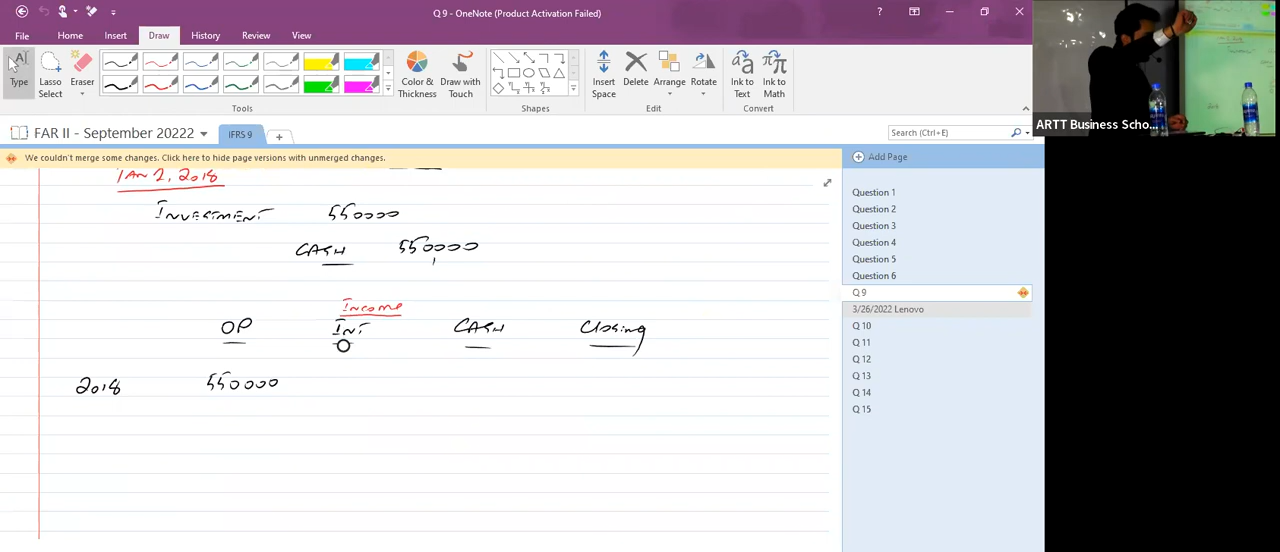 Q 9 - OneNote (Product Activation Failed)
File Home Insert Draw History Review View
Type
Lasso Select
Eraser
Color & Thickness
Draw with Touch
Insert Space
Delete
Arrange
Rotate
Ink to Text
Ink to Math
Tools
Shapes
Edit
Convert
ARTT Business Scho...
FAR II - September 20222
IFRS 9
Search (Ctrl+E)
We couldn't merge some changes. Click here to hide page versions with unmerged changes.
JAN 2, 2018
INVESTMENT 550000
CASH 550000
Income
OP INT CASH Closing
2018 550000
Add Page
Question 1
Question 2
Question 3
Question 4
Question 5
Question 6
Q 9
3/26/2022 Lenovo
Q 10
Q 11
Q 12
Q 13
Q 14
Q 15